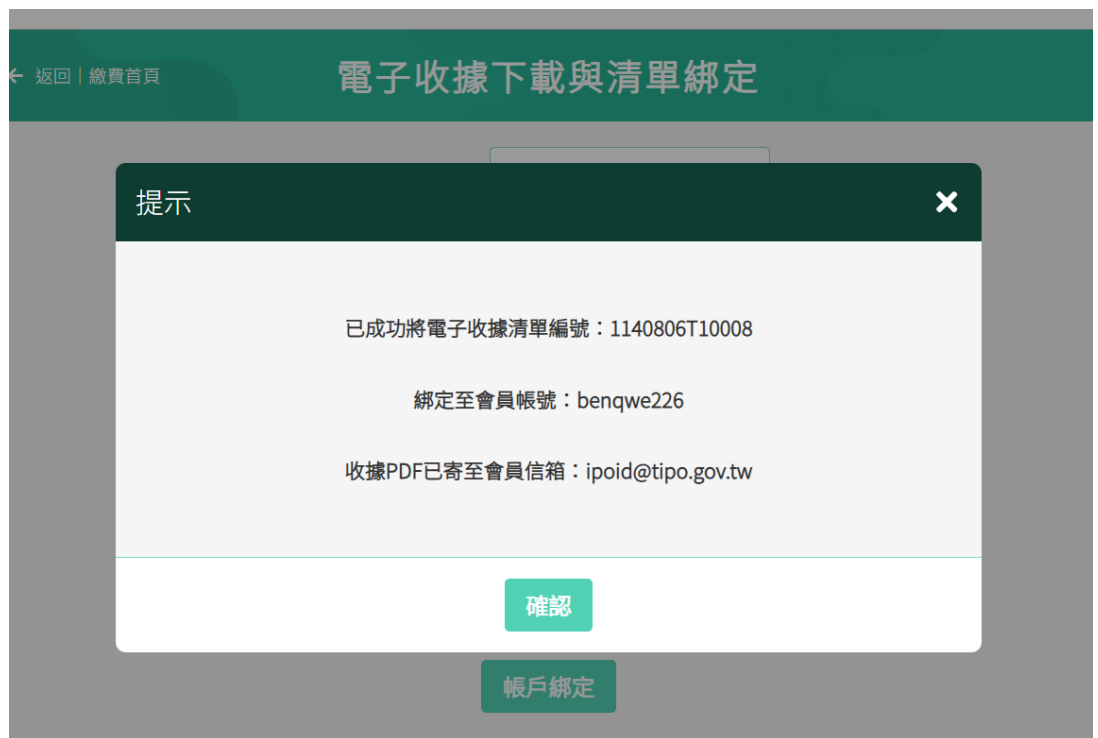 ← 返回｜繳費首頁
電子收據下載與清單綁定
提示
已成功將電子收據清單編號：1140806T10008
綁定至會員帳號：benqwe226
收據PDF已寄至會員信箱：ipoid@tipo.gov.tw
確認
帳戶綁定